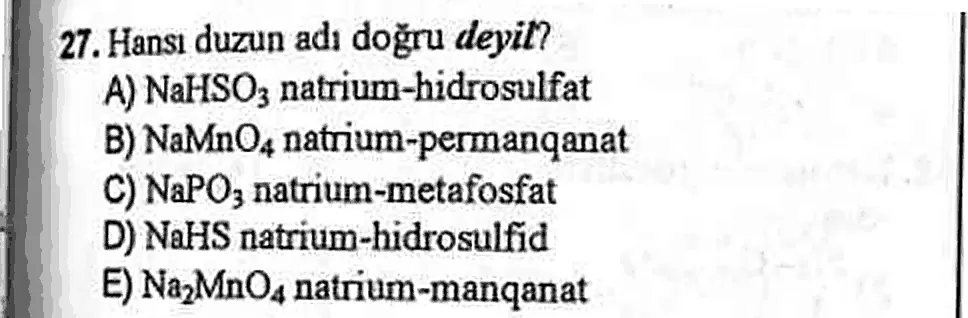 27. Hansı duzun adı doğru deyil?
A) NaHSO₃ natrium-hidrosulfat
B) NaMnO₄ natrium-permanqanat
C) NaPO₃ natrium-metafosfat
D) NaHS natrium-hidrosulfid
E) Na₂MnO₄ natrium-manqanat